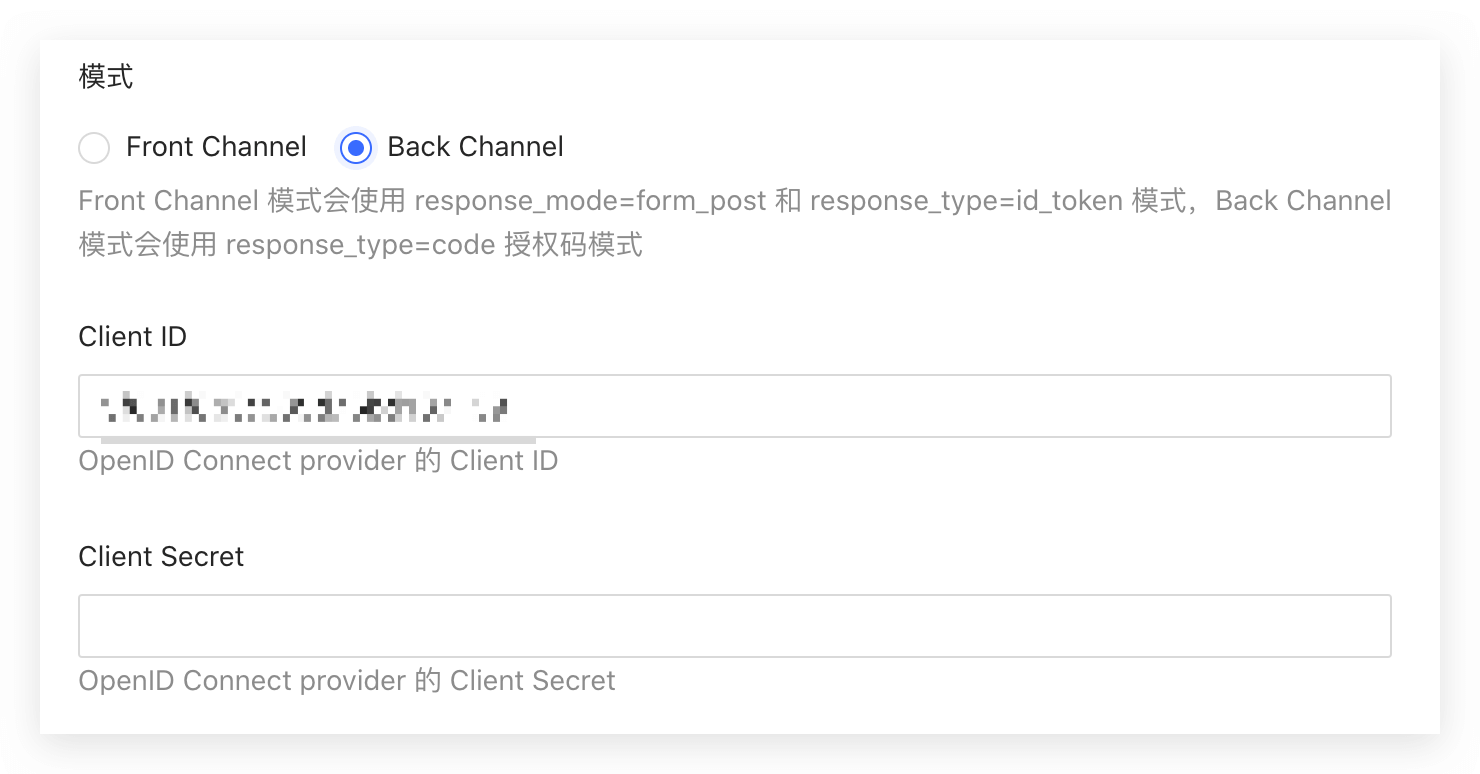 模式
Front Channel
Back Channel
Front Channel 模式会使用 response_mode=form_post 和 response_type=id_token 模式，Back Channel
模式会使用 response_type=code 授权码模式
Client ID
OpenID Connect provider 的 Client ID
Client Secret
OpenID Connect provider 的 Client Secret